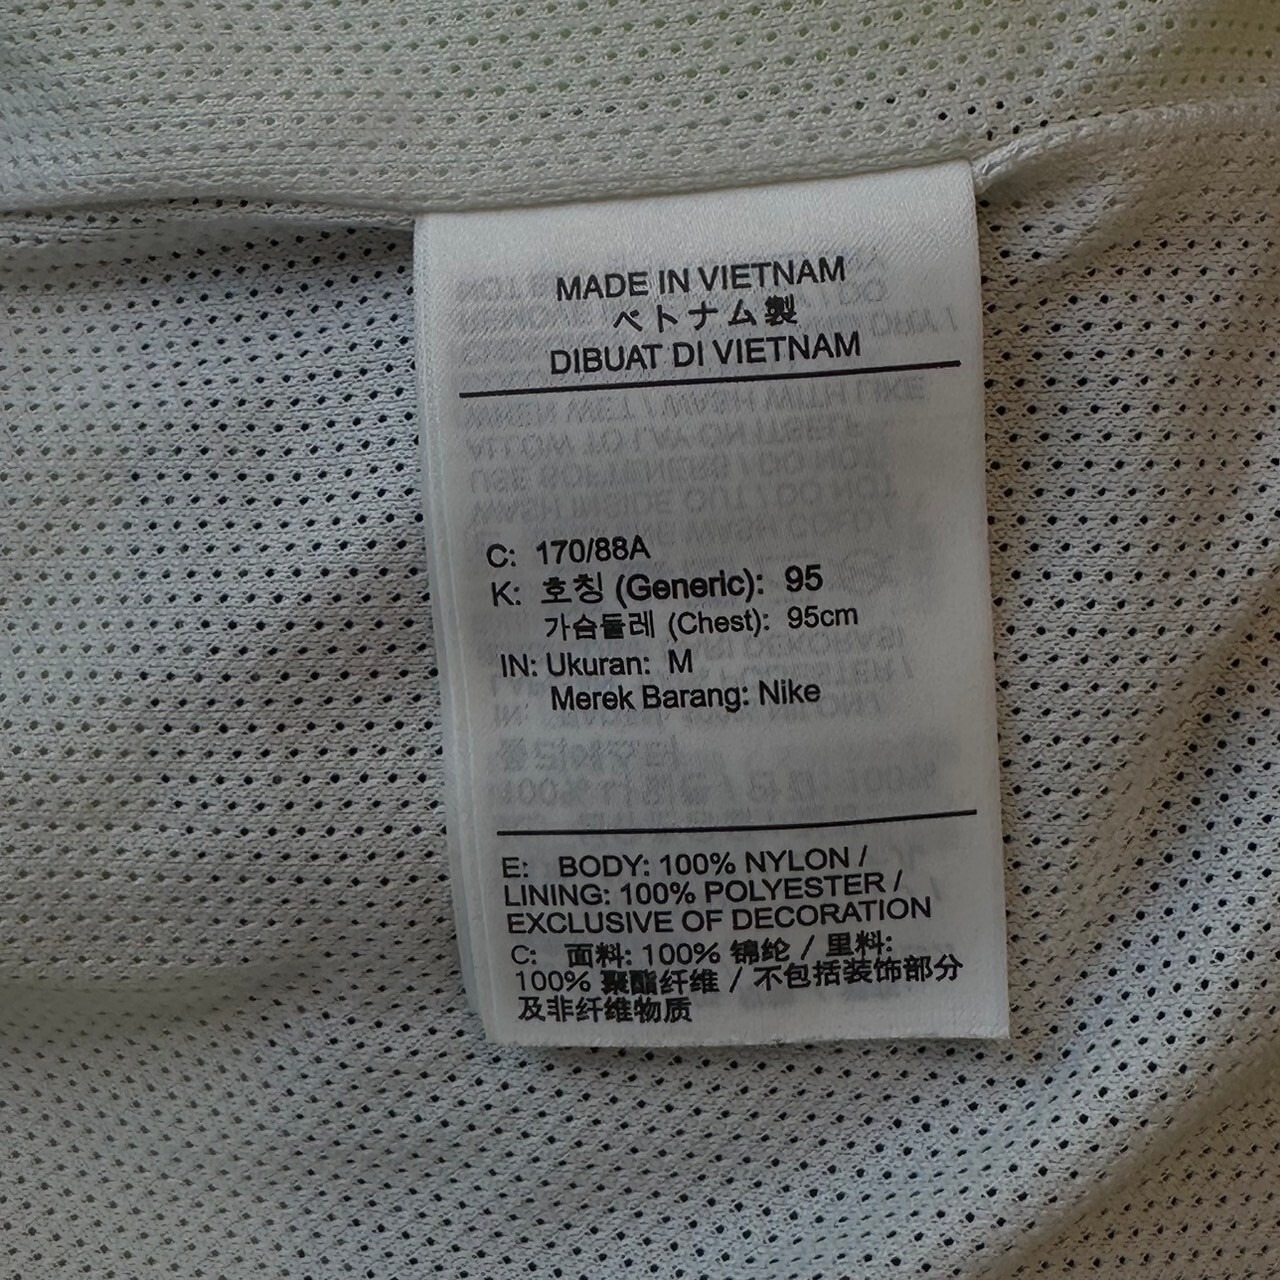 MADE IN VIETNAM
ベトナム製
DIBUAT DI VIETNAM
C: 170/88A
K: 호칭 (Generic): 95
가슴둘레 (Chest): 95cm
IN: Ukuran: M
Merek Barang: Nike
E: BODY: 100% NYLON /
LINING: 100% POLYESTER /
EXCLUSIVE OF DECORATION
C: 面料: 100% 锦纶 / 里料:
100% 聚酯纤维 / 不包括装饰部分
及非纤维物质